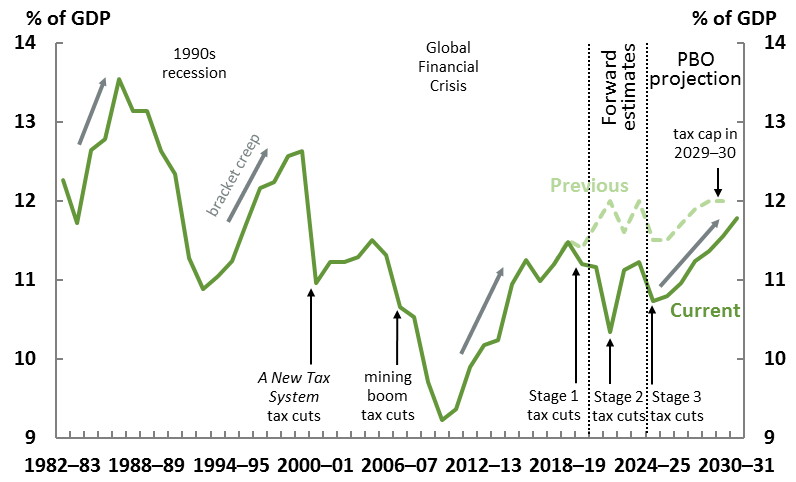 % of GDP
% of GDP
14
13
12
11
10
9
14
13
12
11
10
9
1990s
recession
Global
Financial
Crisis
Forward
estimates
PBO
projection
tax cap in
2029–30
bracket creep
Previous
Current
A New Tax
System
tax cuts
mining
boom
tax cuts
Stage 1
tax cuts
Stage 2
tax cuts
Stage 3
tax cuts
1982–83 1988–89 1994–95 2000–01 2006–07 2012–13 2018–19 2024–25 2030–31